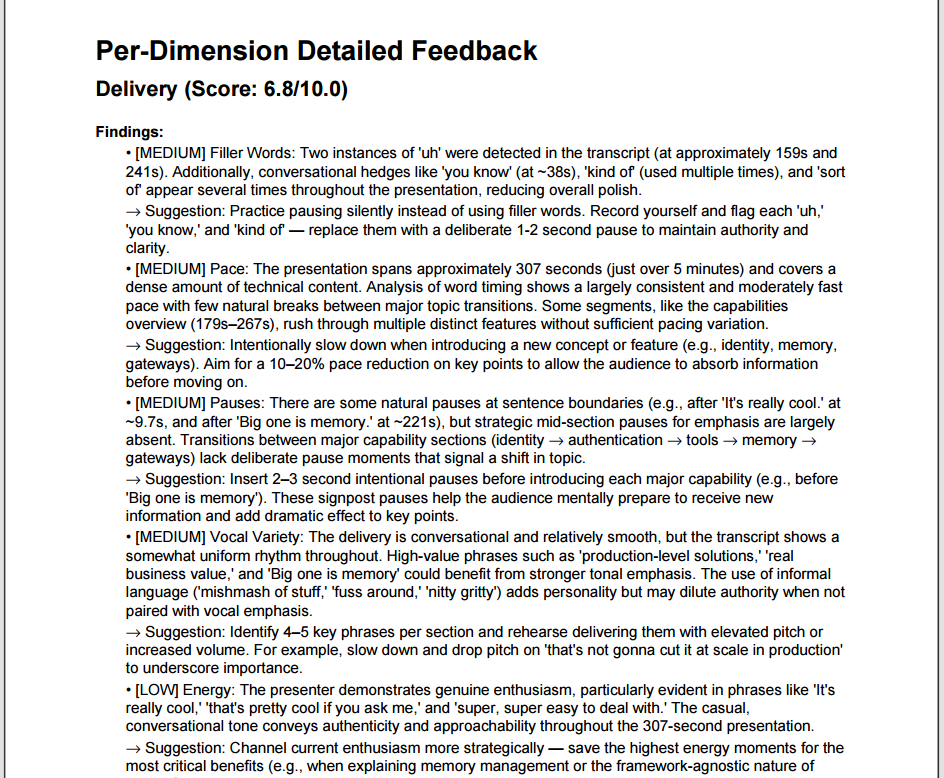 Per-Dimension Detailed Feedback
Delivery (Score: 6.8/10.0)
Findings:
• [MEDIUM] Filler Words: Two instances of 'uh' were detected in the transcript (at approximately 159s and
241s). Additionally, conversational hedges like 'you know' (at ~38s), 'kind of' (used multiple times), and 'sort
of' appear several times throughout the presentation, reducing overall polish.
→ Suggestion: Practice pausing silently instead of using filler words. Record yourself and flag each 'uh,'
'you know,' and 'kind of' — replace them with a deliberate 1-2 second pause to maintain authority and
clarity.
• [MEDIUM] Pace: The presentation spans approximately 307 seconds (just over 5 minutes) and covers a
dense amount of technical content. Analysis of word timing shows a largely consistent and moderately fast
pace with few natural breaks between major topic transitions. Some segments, like the capabilities
overview (179s–267s), rush through multiple distinct features without sufficient pacing variation.
→ Suggestion: Intentionally slow down when introducing a new concept or feature (e.g., identity, memory,
gateways). Aim for a 10–20% pace reduction on key points to allow the audience to absorb information
before moving on.
• [MEDIUM] Pauses: There are some natural pauses at sentence boundaries (e.g., after 'It's really cool.' at
~9.7s, and after 'Big one is memory.' at ~221s), but strategic mid-section pauses for emphasis are largely
absent. Transitions between major capability sections (identity → authentication → tools → memory →
gateways) lack deliberate pause moments that signal a shift in topic.
→ Suggestion: Insert 2–3 second intentional pauses before introducing each major capability (e.g., before
'Big one is memory'). These signpost pauses help the audience mentally prepare to receive new
information and add dramatic effect to key points.
• [MEDIUM] Vocal Variety: The delivery is conversational and relatively smooth, but the transcript shows a
somewhat uniform rhythm throughout. High-value phrases such as 'production-level solutions,' 'real
business value,' and 'Big one is memory' could benefit from stronger tonal emphasis. The use of informal
language ('mishmash of stuff,' 'fuss around,' 'nitty gritty') adds personality but may dilute authority when not
paired with vocal emphasis.
→ Suggestion: Identify 4–5 key phrases per section and rehearse delivering them with elevated pitch or
increased volume. For example, slow down and drop pitch on 'that's not gonna cut it at scale in production'
to underscore importance.
• [LOW] Energy: The presenter demonstrates genuine enthusiasm, particularly evident in phrases like 'It's
really cool,' 'that's pretty cool if you ask me,' and 'super, super easy to deal with.' The casual,
conversational tone conveys authenticity and approachability throughout the 307-second presentation.
→ Suggestion: Channel current enthusiasm more strategically — save the highest energy moments for the
most critical benefits (e.g., when explaining memory management or the framework-agnostic nature of